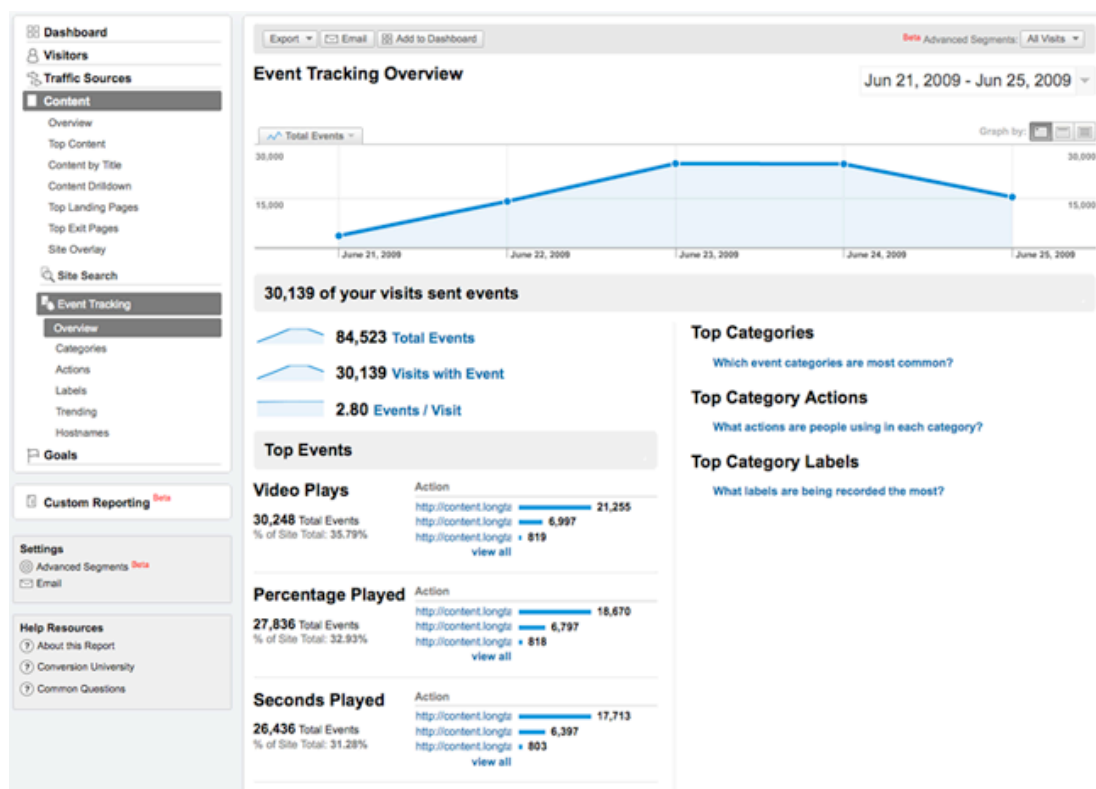 Dashboard
Visitors
Traffic Sources
Content
Overview
Top Content
Content by Title
Content Drilldown
Top Landing Pages
Top Exit Pages
Site Overlay
Site Search
Event Tracking
Overview
Categories
Actions
Labels
Trending
Hostnames
Goals
Custom Reporting Beta
Settings
Advanced Segments Beta
Email
Help Resources
? About this Report
? Conversion University
? Common Questions
Export Email Add to Dashboard
Beta Advanced Segments: All Visits
Event Tracking Overview
Jun 21, 2009 - Jun 25, 2009
Total Events
Graph by:
30,000 30,000
15,000 15,000
June 21, 2009 June 22, 2009 June 23, 2009 June 24, 2009 June 25, 2009
30,139 of your visits sent events
84,523 Total Events
30,139 Visits with Event
2.80 Events / Visit
Top Events
Video Plays
30,248 Total Events
% of Site Total: 35.79%
Action
http://content.longta 21,255
http://content.longta 6,997
http://content.longta 819
view all
Percentage Played
27,836 Total Events
% of Site Total: 32.93%
Action
http://content.longta 18,670
http://content.longta 6,797
http://content.longta 818
view all
Seconds Played
26,436 Total Events
% of Site Total: 31.28%
Action
http://content.longta 17,713
http://content.longta 6,397
http://content.longta 803
view all
Top Categories
Which event categories are most common?
Top Category Actions
What actions are people using in each category?
Top Category Labels
What labels are being recorded the most?